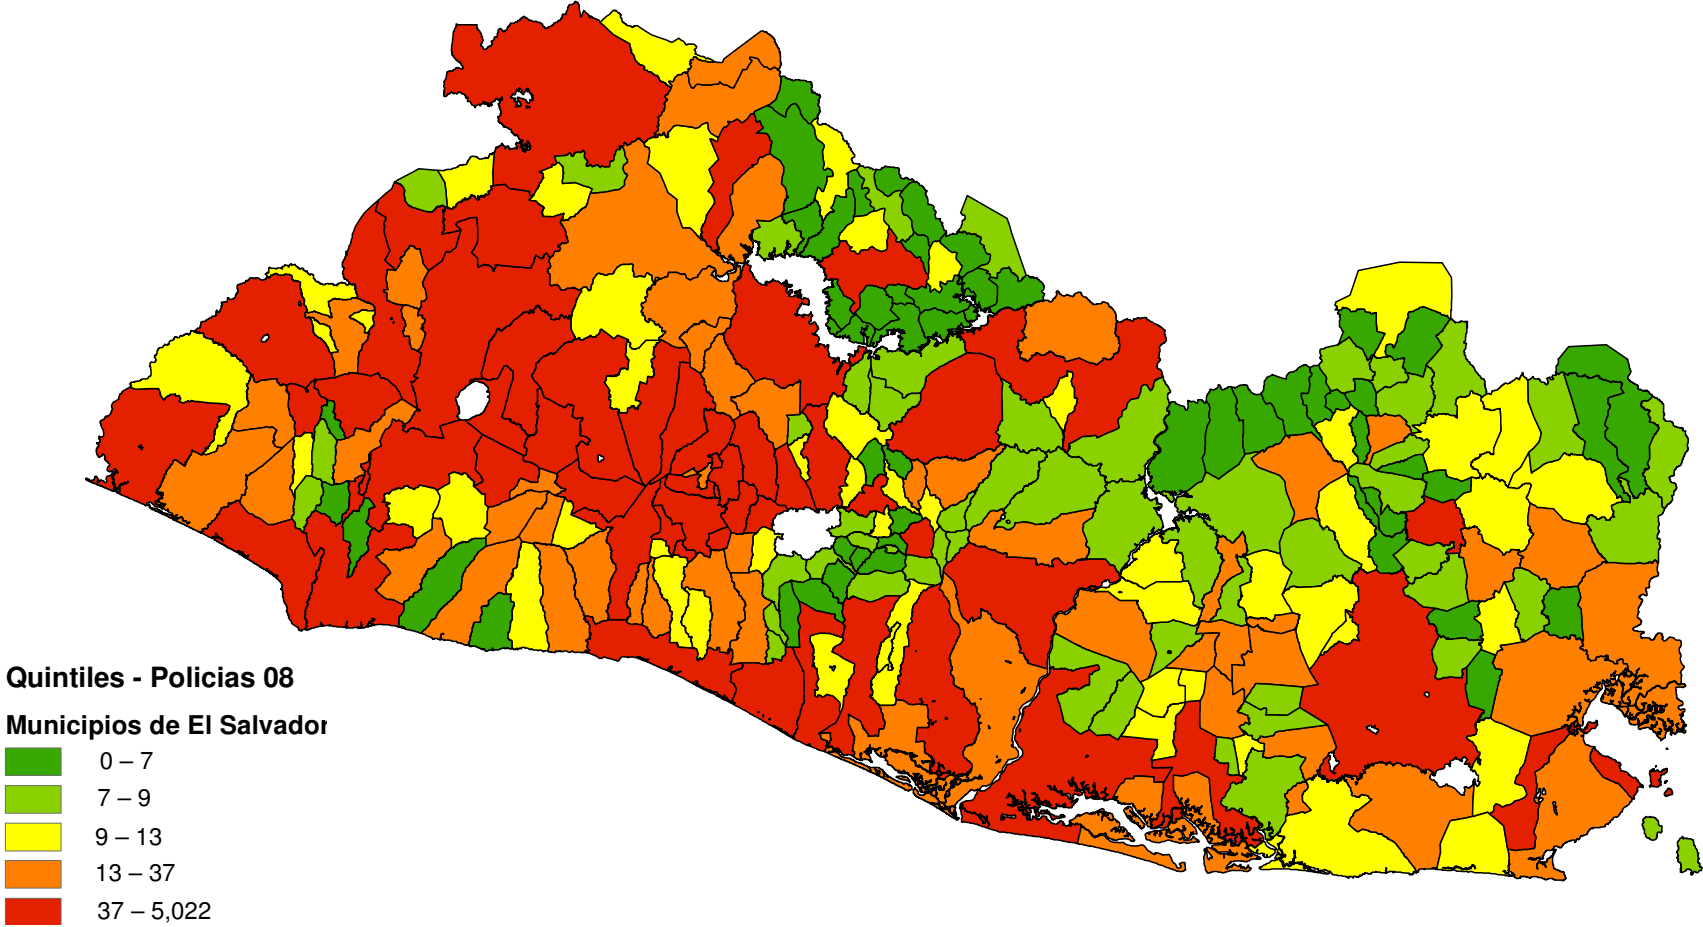 Quintiles - Policias 08
Municipios de El Salvador
0 – 7
7 – 9
9 – 13
13 – 37
37 – 5,022